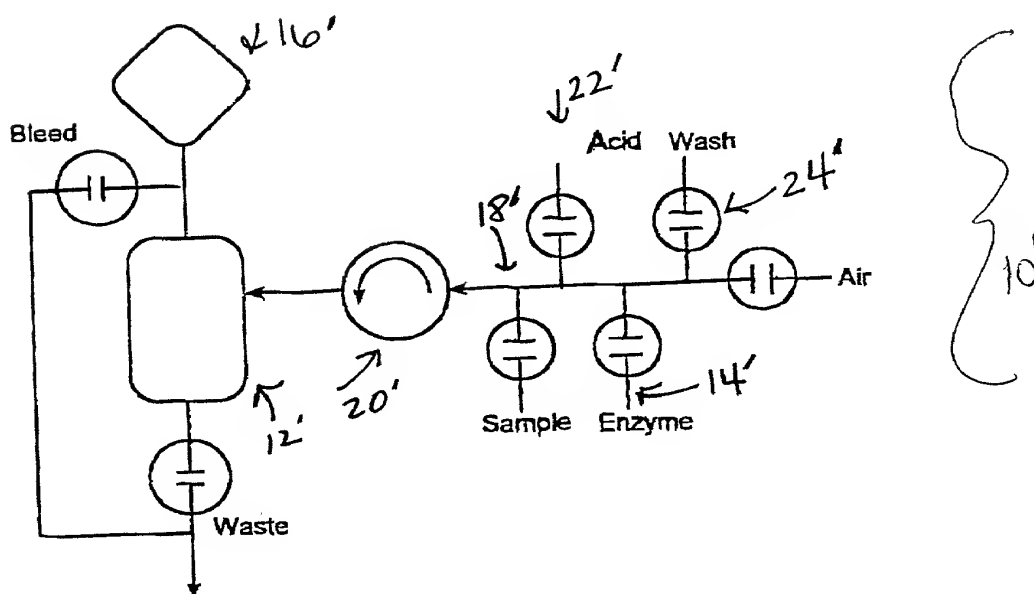 16'
22'
Bleed
Acid Wash
24'
18'
Air
10'
20'
14'
12'
Sample Enzyme
Waste